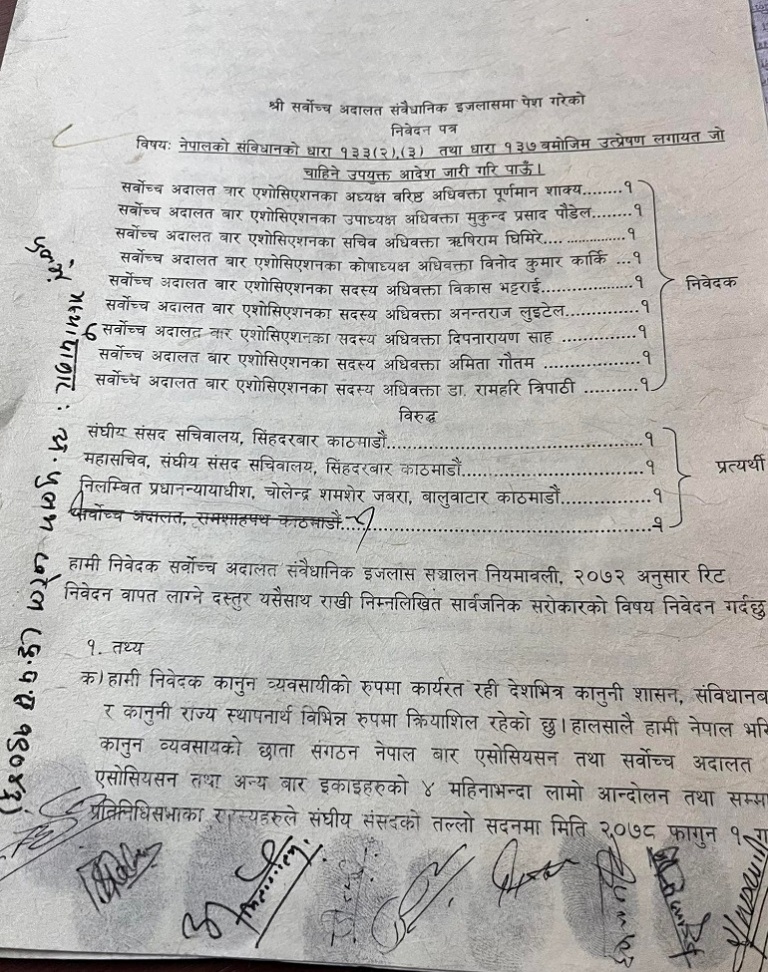 श्री सर्वोच्च अदालत संवैधानिक इजलासमा पेश गरेको
निवेदन पत्र
विषय: नेपालको संविधानको धारा १३३(२),(३) तथा धारा १३७ बमोजिम उत्प्रेषण लगायत जो
चाहिने उपयुक्त आदेश जारी गरि पाऊँ।
सर्वोच्च अदालत बार एशोसिएशनका अध्यक्ष बरिष्ठ अधिवक्ता पूर्णमान शाक्य........१
सर्वोच्च अदालत बार एशोसिएशनका उपाध्यक्ष अधिवक्ता मुकुन्द प्रसाद पौडेल........१
सर्वोच्च अदालत बार एशोसिएशनका सचिव अधिवक्ता ऋषिराम घिमिरे.... ..............१
सर्वोच्च अदालत बार एशोसिएशनका कोषाध्यक्ष अधिवक्ता विनोद कुमार कार्कि ...१
सर्वोच्च अदालत बार एशोसिएशनका सदस्य अधिवक्ता विकास भट्टराई.....................१
सर्वोच्च अदालत बार एशोसिएशनका सदस्य अधिवक्ता अनन्तराज लुइटेल..............१
सर्वोच्च अदालत बार एशोसिएशनका सदस्य अधिवक्ता दिपनारायण साह ..............१
सर्वोच्च अदालत बार एशोसिएशनका सदस्य अधिवक्ता अमिता गौतम ..................१
सर्वोच्च अदालत बार एशोसिएशनका सदस्य अधिवक्ता डा. रामहरि त्रिपाठी ..........१
निवेदक
विरुद्ध
संघीय संसद सचिवालय, सिंहदरबार काठमाडौं..........................................१
महासचिव, संघीय संसद सचिवालय, सिंहदरबार काठमाडौं.............................१
निलम्बित प्रधानन्यायाधीश, चोलेन्द्र शमशेर जबरा, बालुवाटार काठमाडौं..............१
सर्वोच्च अदालत, रामशाहपथ काठमाडौं....................................................१
प्रत्यर्थी
हामी निवेदक सर्वोच्च अदालत संवैधानिक इजलास सञ्चालन नियमावली, २०७२ अनुसार रिट
निवेदन वापत लाग्ने दस्तुर यसैसाथ राखी निम्नलिखित सार्वजनिक सरोकारको विषय निवेदन गर्दछु
१. तथ्य
क) हामी निवेदक कानुन व्यवसायीको रुपमा कार्यरत रही देशभित्र कानुनी शासन, संविधानब
र कानुनी राज्य स्थापनार्थ विभिन्न रुपमा क्रियाशिल रहेको छु। हालसालै हामी नेपाल भरि
कानुन व्यवसायको छाता संगठन नेपाल बार एसोसियसन तथा सर्वोच्च अदालत
एसोसियसन तथा अन्य बार इकाइहरुको ४ महिनाभन्दा लामो आन्दोलन तथा सम्मा
प्रतिनिधिसभाका सदस्यहरुले संघीय संसदको तल्लो सदनमा मिति २०७८ फागुन १